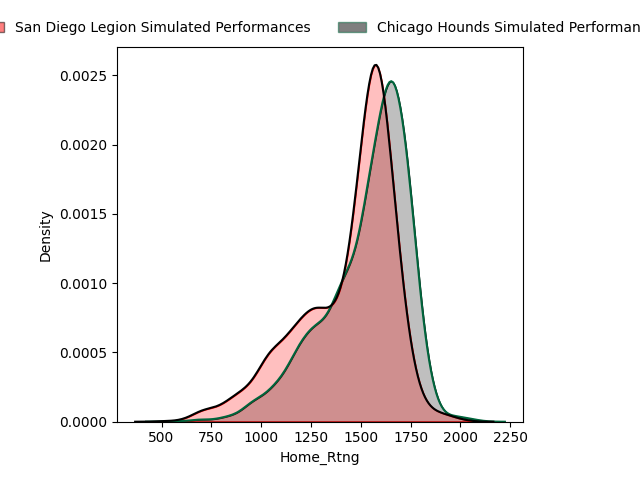 San Diego Legion Simulated Performances Chicago Hounds Simulated Performan
0.0025
0.0020
0.0015
0.0010
0.0005
0.0000
Density
500 750 1000 1250 1500 1750 2000 2250
Home_Rtng